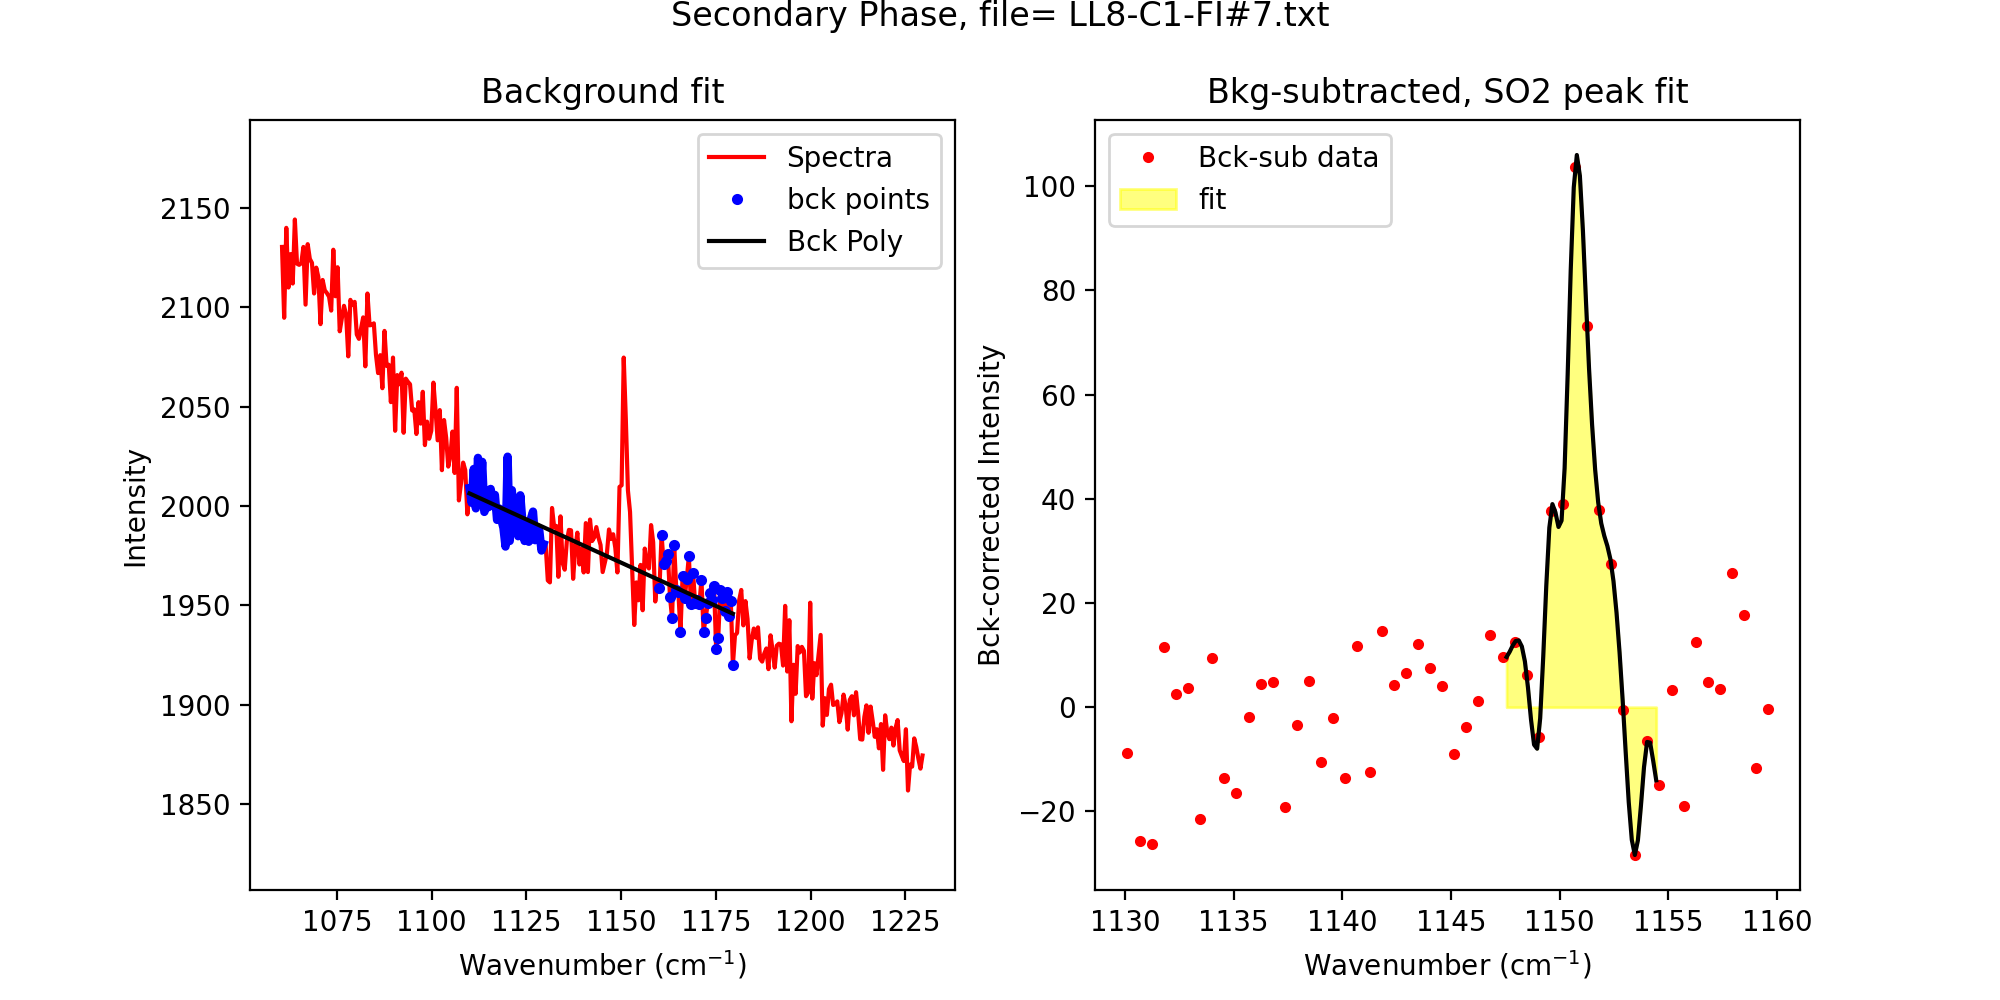 Secondary Phase, file= LL8-C1-FI#7.txt
Background fit
Spectra
bck points
Bck Poly
2150
2100
2050
2000
1950
1900
1850
Intensity
1075 1100 1125 1150 1175 1200 1225
Wavenumber (cm⁻¹)
Bkg-subtracted, SO2 peak fit
Bck-sub data
fit
100
80
60
40
20
0
−20
Bck-corrected Intensity
1130 1135 1140 1145 1150 1155 1160
Wavenumber (cm⁻¹)